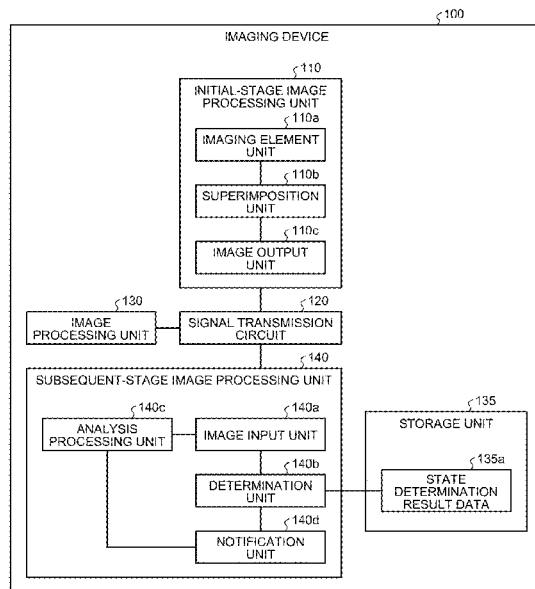 100
IMAGING DEVICE
110
INITIAL-STAGE IMAGE
PROCESSING UNIT
110a
IMAGING ELEMENT
UNIT
110b
SUPERIMPOSITION
UNIT
110c
IMAGE OUTPUT
UNIT
130
IMAGE
PROCESSING UNIT
120
SIGNAL TRANSMISSION
CIRCUIT
140
SUBSEQUENT-STAGE IMAGE PROCESSING UNIT
140c
ANALYSIS
PROCESSING UNIT
140a
IMAGE INPUT UNIT
140b
DETERMINATION
UNIT
140d
NOTIFICATION
UNIT
135
STORAGE UNIT
135a
STATE
DETERMINATION
RESULT DATA